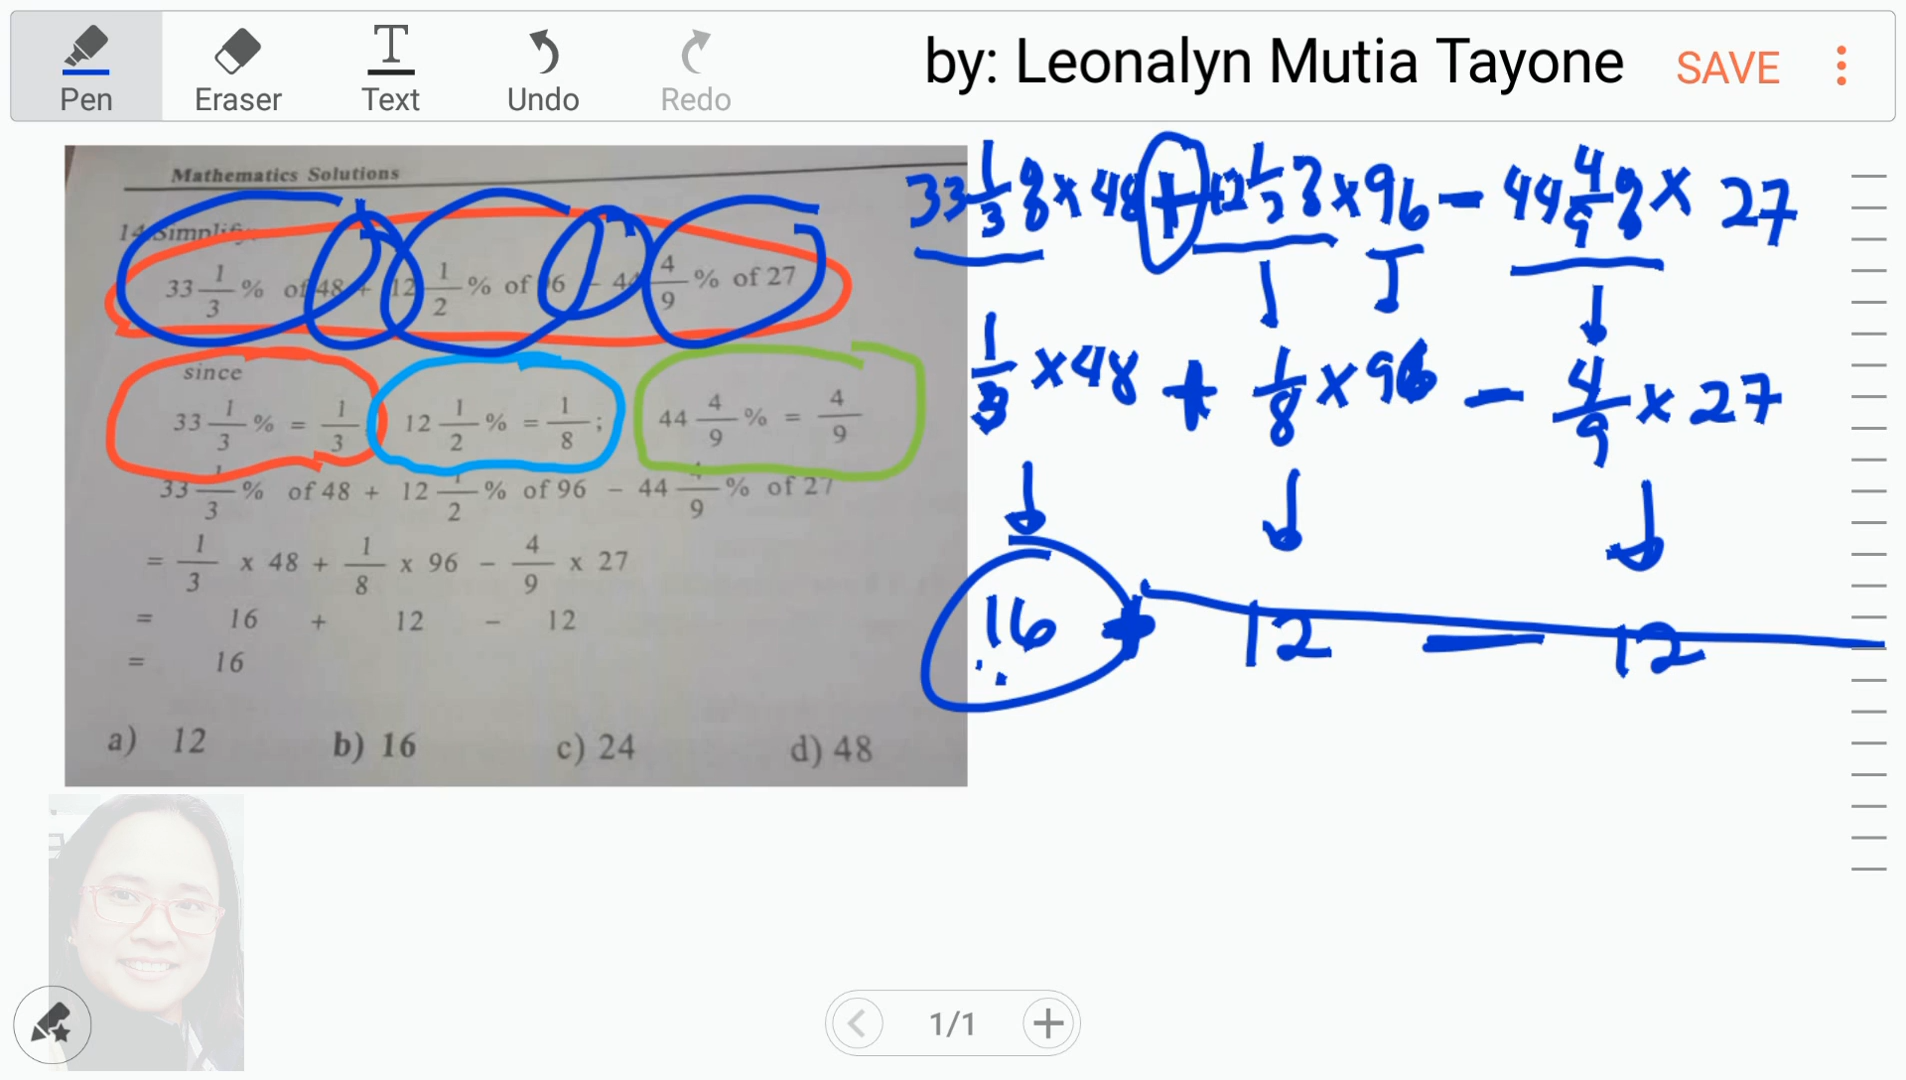 Pen Eraser Text Undo Redo by: Leonalyn Mutia Tayone SAVE
Mathematics Solutions
14. Simplify
33 1/3 % of 48 + 12 1/2 % of 96 - 44 4/9 % of 27
since
33 1/3 % = 1/3 12 1/2 % = 1/8 ; 44 4/9 % = 4/9
33 1/3 % of 48 + 12 1/2 % of 96 - 44 4/9 % of 27
= 1/3 x 48 + 1/8 x 96 - 4/9 x 27
= 16 + 12 - 12
= 16
a) 12 b) 16 c) 24 d) 48
33 1/3 % x 48 + 12 1/2 % x 96 - 44 4/9 % x 27
1/3 x 48 + 1/8 x 96 - 4/9 x 27
16 + 12 - 12
1/1